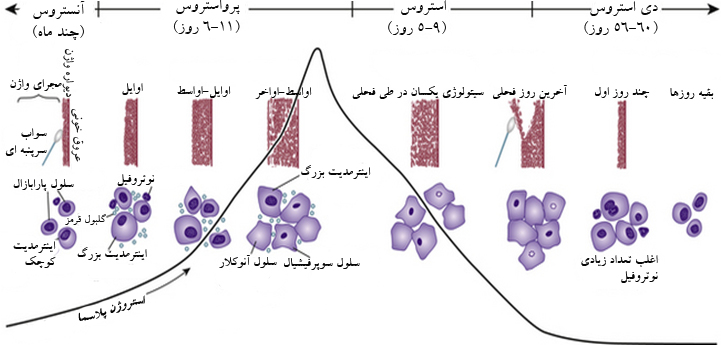 آنستروس
(چند ماه)
پرواستروس
(۶-۱۱ روز)
استروس
(۵-۹ روز)
دی استروس
(۵۶-۶۰ روز)
مجرای واژن
دیواره واژن
عروق خونی
سواب
سرپنبه ای
اوایل
اوایل-اواسط
اواسط-اواخر
سیتولوژی یکسان در طی فحلی
آخرین روز فحلی
چند روز اول
بقیه روزها
سلول پارابازال
اینترمدیت
کوچک
نوتروفیل
گلبول قرمز
اینترمدیت بزرگ
اینترمدیت بزرگ
سلول آنوکلار
سلول سوپرفیشیال
اغلب تعداد زیادی
نوتروفیل
استروژن پلاسما